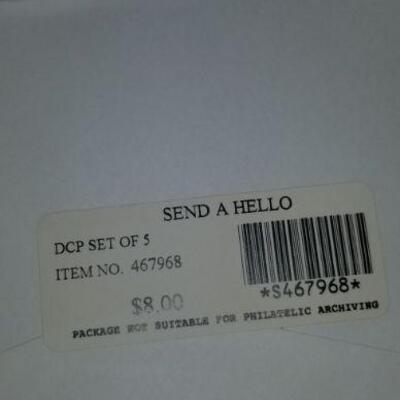 SEND A HELLO
DCP SET OF 5
ITEM NO. 467968
*S467968*
$8.00
PACKAGE NOT SUITABLE FOR PHILATELIC ARCHIVING